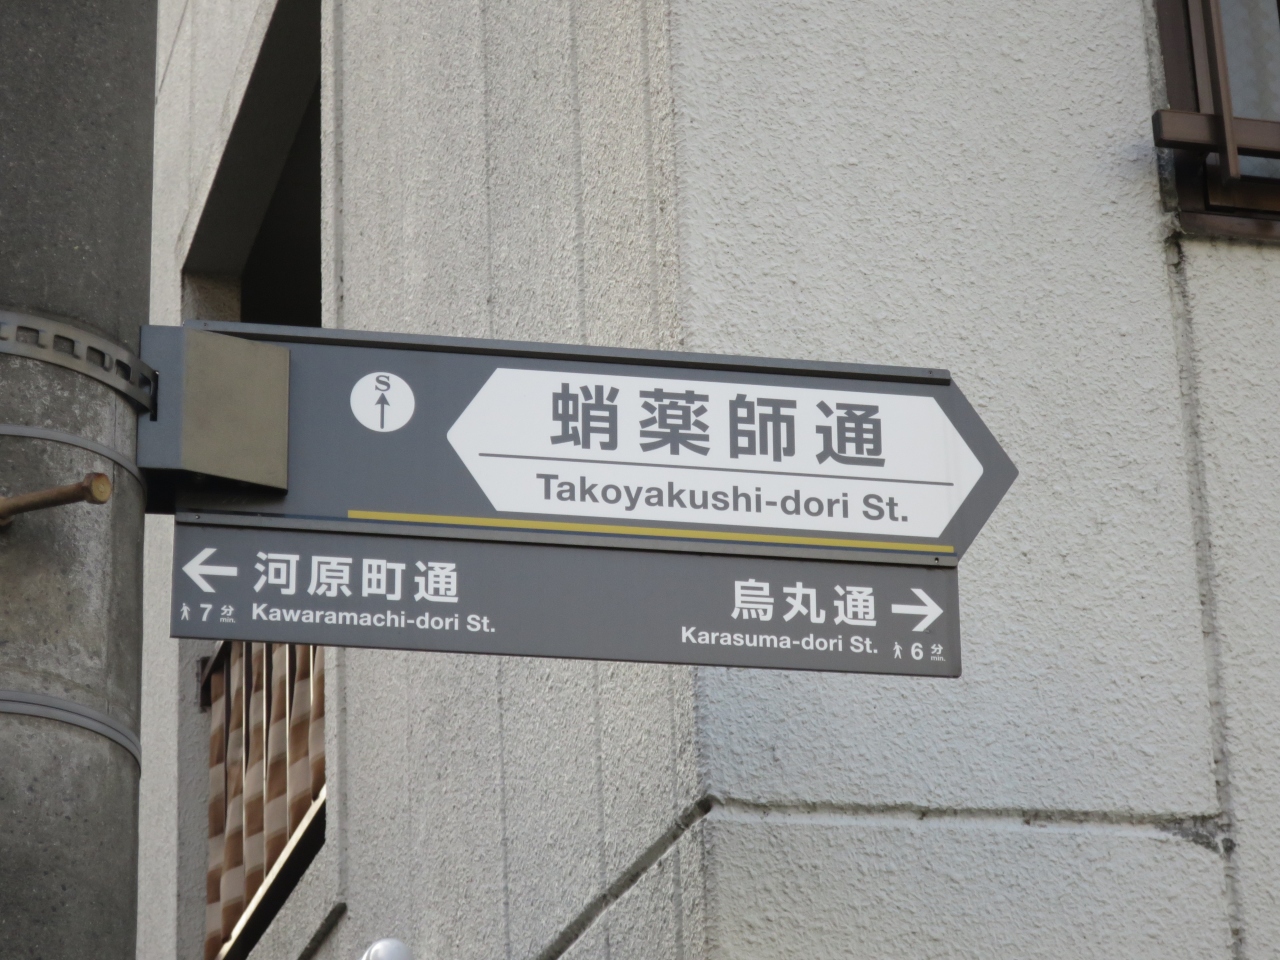 S
蛸薬師通
Takoyakushi-dori St.
← 河原町通
7分 min. Kawaramachi-dori St.
烏丸通 →
Karasuma-dori St. 6分 min.